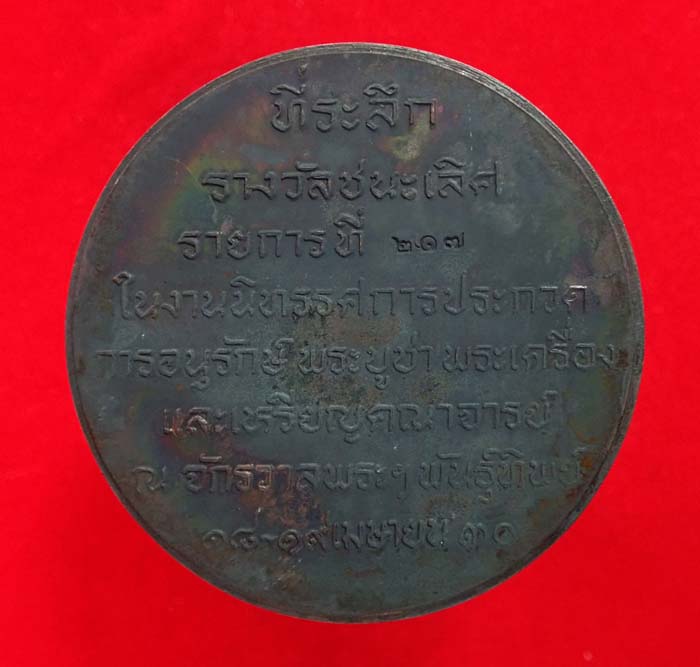 ที่ระลึก
รางวัลชนะเลิศ
รายการที่ ๒๑๗
ในงานนิทรรศการประกวด
การอนุรักษ์ พระบูชา พระเครื่อง
และเหรียญคณาจารย์
ณ จักรวาลพระๆ พันธุ์ทิพย์
๑๘-๑๙ เมษายน ๓๐